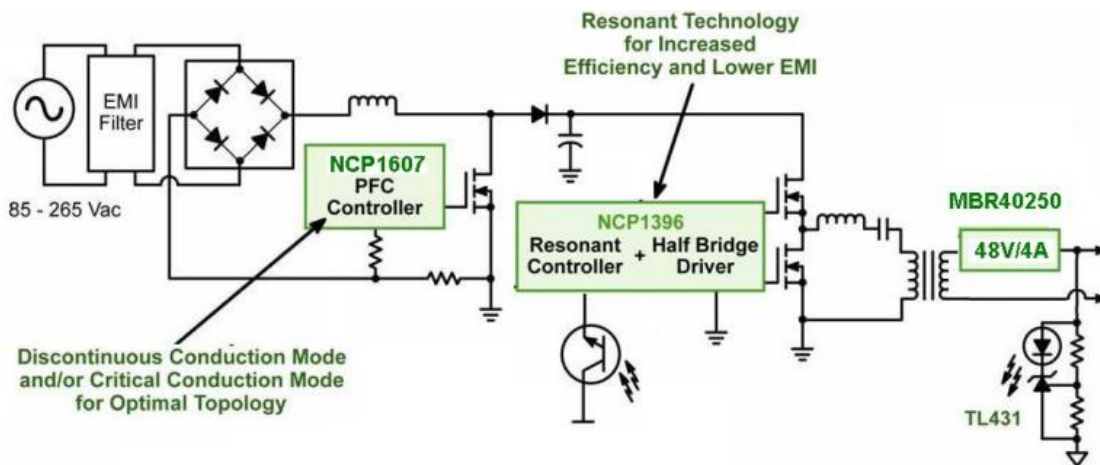 Resonant Technology
for Increased
Efficiency and Lower EMI
EMI
Filter
NCP1607
PFC
Controller
85 - 265 Vac
NCP1396
Resonant
Controller
+
Half Bridge
Driver
MBR40250
48V/4A
Discontinuous Conduction Mode
and/or Critical Conduction Mode
for Optimal Topology
TL431